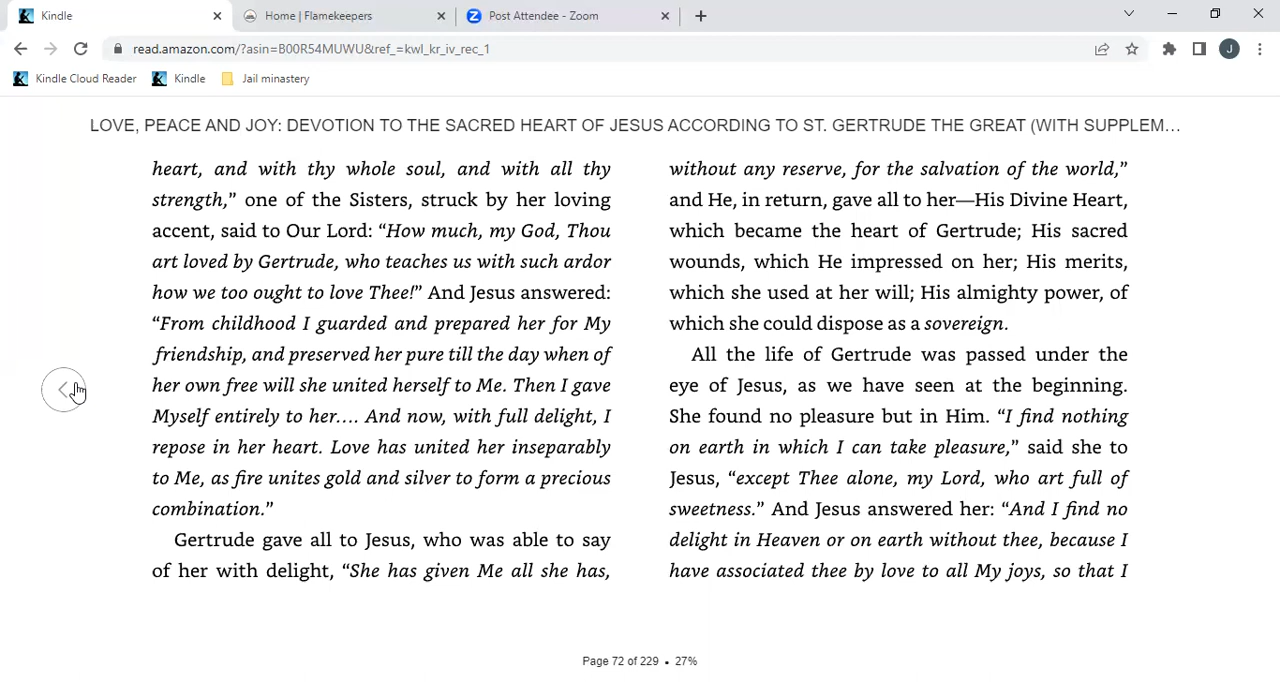 Kindle
Home | Flamekeepers
Post Attendee - Zoom
read.amazon.com/?asin=B00R54MUWU&ref_=kwl_kr_iv_rec_1
J
Kindle Cloud Reader
Kindle
Jail minastery
LOVE, PEACE AND JOY: DEVOTION TO THE SACRED HEART OF JESUS ACCORDING TO ST. GERTRUDE THE GREAT (WITH SUPPLEM…
heart, and with thy whole soul, and with all thy
strength,” one of the Sisters, struck by her loving
accent, said to Our Lord: “How much, my God, Thou
art loved by Gertrude, who teaches us with such ardor
how we too ought to love Thee!” And Jesus answered:
“From childhood I guarded and prepared her for My
friendship, and preserved her pure till the day when of
her own free will she united herself to Me. Then I gave
Myself entirely to her.… And now, with full delight, I
repose in her heart. Love has united her inseparably
to Me, as fire unites gold and silver to form a precious
combination.”
Gertrude gave all to Jesus, who was able to say
of her with delight, “She has given Me all she has,
without any reserve, for the salvation of the world,”
and He, in return, gave all to her—His Divine Heart,
which became the heart of Gertrude; His sacred
wounds, which He impressed on her; His merits,
which she used at her will; His almighty power, of
which she could dispose as a sovereign.
All the life of Gertrude was passed under the
eye of Jesus, as we have seen at the beginning.
She found no pleasure but in Him. “I find nothing
on earth in which I can take pleasure,” said she to
Jesus, “except Thee alone, my Lord, who art full of
sweetness.” And Jesus answered her: “And I find no
delight in Heaven or on earth without thee, because I
have associated thee by love to all My joys, so that I
Page 72 of 229 • 27%